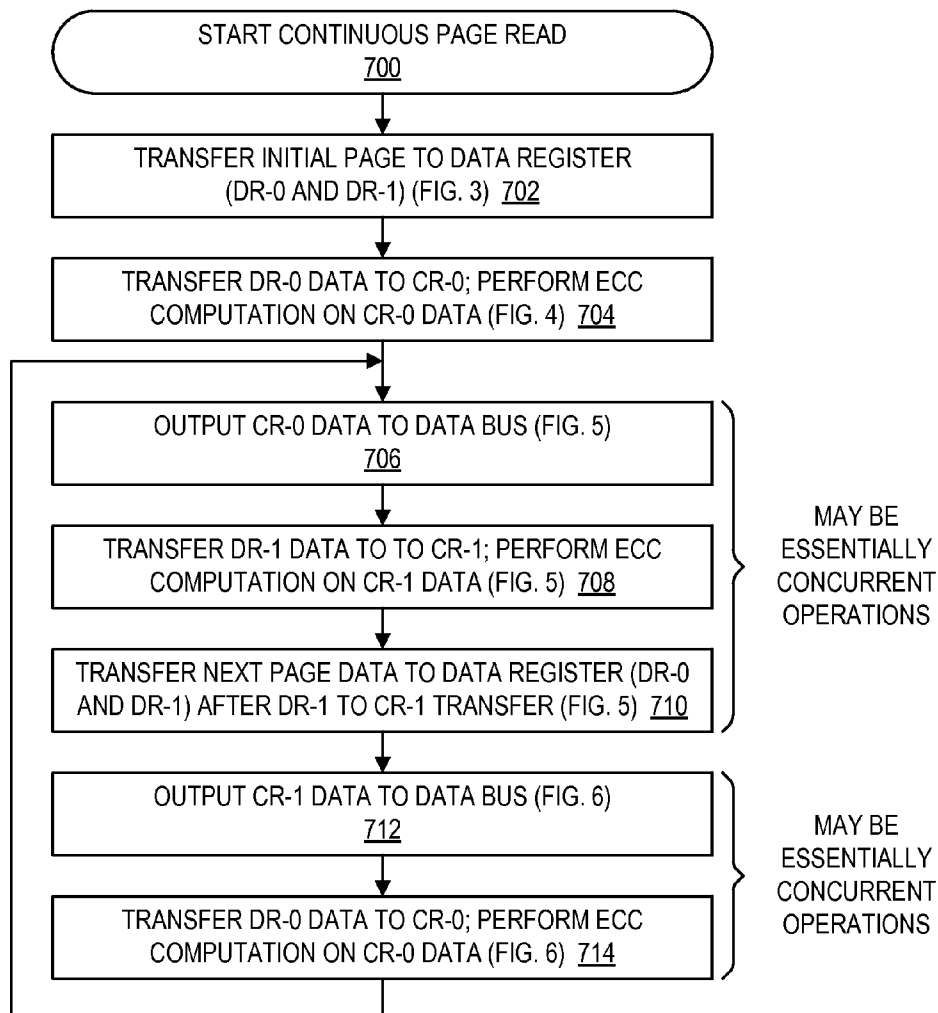 START CONTINUOUS PAGE READ
700
TRANSFER INITIAL PAGE TO DATA REGISTER
(DR-0 AND DR-1) (FIG. 3) 702
TRANSFER DR-0 DATA TO CR-0; PERFORM ECC
COMPUTATION ON CR-0 DATA (FIG. 4) 704
OUTPUT CR-0 DATA TO DATA BUS (FIG. 5)
706
TRANSFER DR-1 DATA TO TO CR-1; PERFORM ECC
COMPUTATION ON CR-1 DATA (FIG. 5) 708
TRANSFER NEXT PAGE DATA TO DATA REGISTER (DR-0
AND DR-1) AFTER DR-1 TO CR-1 TRANSFER (FIG. 5) 710
MAY BE
ESSENTIALLY
CONCURRENT
OPERATIONS
OUTPUT CR-1 DATA TO DATA BUS (FIG. 6)
712
TRANSFER DR-0 DATA TO CR-0; PERFORM ECC
COMPUTATION ON CR-0 DATA (FIG. 6) 714
MAY BE
ESSENTIALLY
CONCURRENT
OPERATIONS